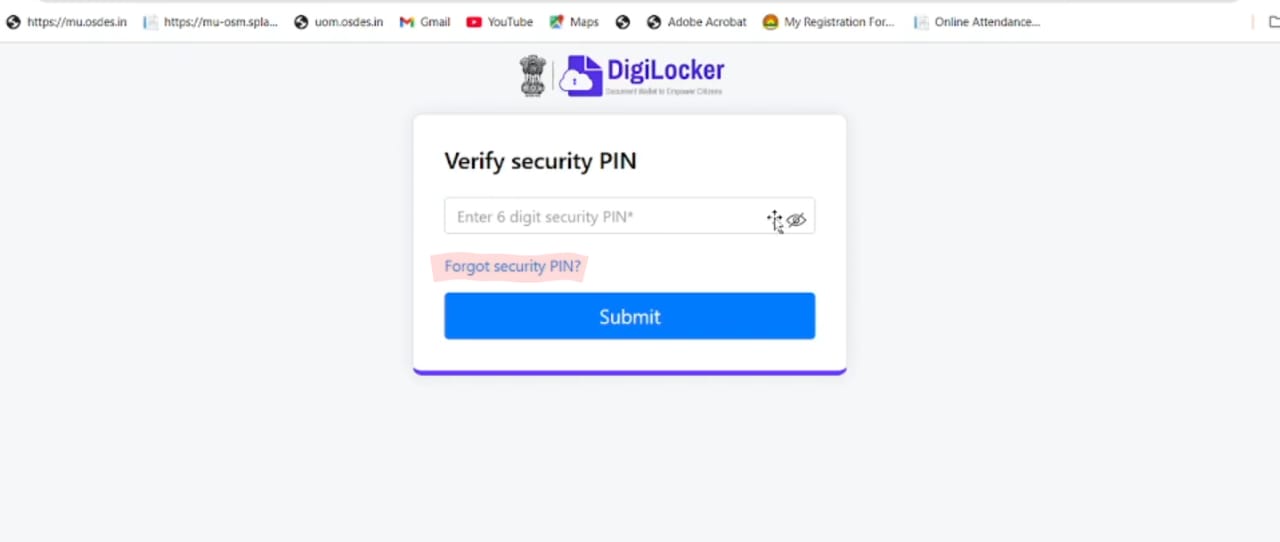 https://mu.osdes.in https://mu-osm.spla... uom.osdes.in Gmail YouTube Maps Adobe Acrobat My Registration For... Online Attendance...
DigiLocker
Document Wallet to Empower Citizens
Verify security PIN
Enter 6 digit security PIN*
Forgot security PIN?
Submit